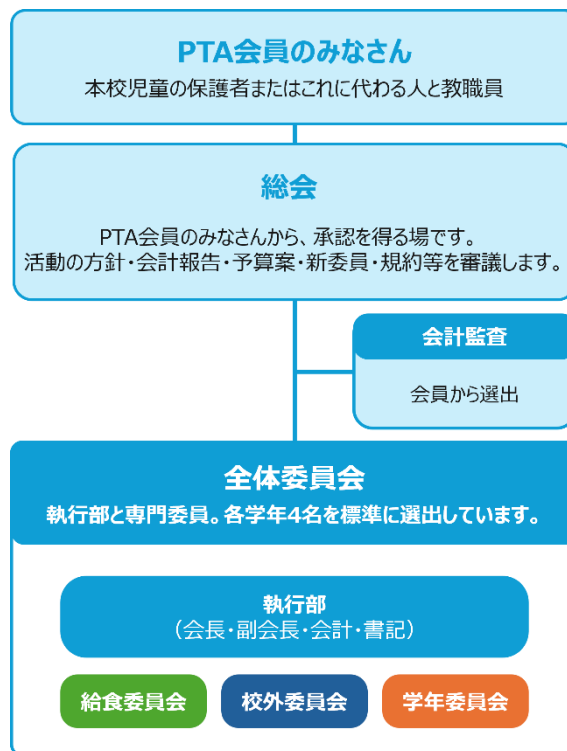 PTA会員のみなさん
本校児童の保護者またはこれに代わる人と教職員
総会
PTA会員のみなさんから、承認を得る場です。
活動の方針・会計報告・予算案・新委員・規約等を審議します。
会計監査
会員から選出
全体委員会
執行部と専門委員。各学年4名を標準に選出しています。
執行部
（会長・副会長・会計・書記）
給食委員会
校外委員会
学年委員会